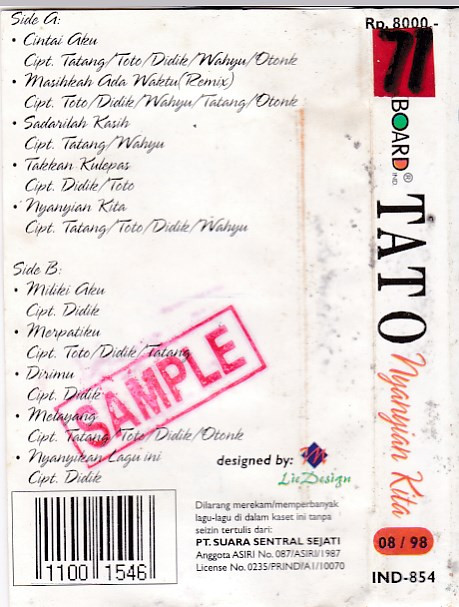 Side A:
• Cintai Aku
Cipt. Tatang/Toto/Didik/Wahyu/Otonk
• Masihkah Ada Waktu (Remix)
Cipt. Toto/Didik/Wahyu/Tatang/Otonk
• Sadarilah Kasih
Cipt. Tatang/Wahyu
• Takkan Kulepas
Cipt. Didik/Toto
• Nyanyian Kita
Cipt. Tatang/Toto/Didik/Wahyu
Side B:
• Miliki Aku
Cipt. Didik
• Merpatiku
Cipt. Toto/Didik/Tatang
• Dirimu
Cipt. Didik
• Melayang
Cipt. Tatang/Toto/Didik/Otonk
• Nyanyikan Lagu ini
Cipt. Didik
SAMPLE
designed by:
LieDesign
1100 1546
Dilarang merekam/memperbanyak
lagu-lagu di dalam kaset ini tanpa
seizin tertulis dari:
PT. SUARA SENTRAL SEJATI
Anggota ASIRI No. 087/ASIRI/1987
License No. 0235/PRIND/A1/10070
Rp. 8000,-
71
BOARD® IND
TATO
Nyanyian Kita
08 / 98
IND-854